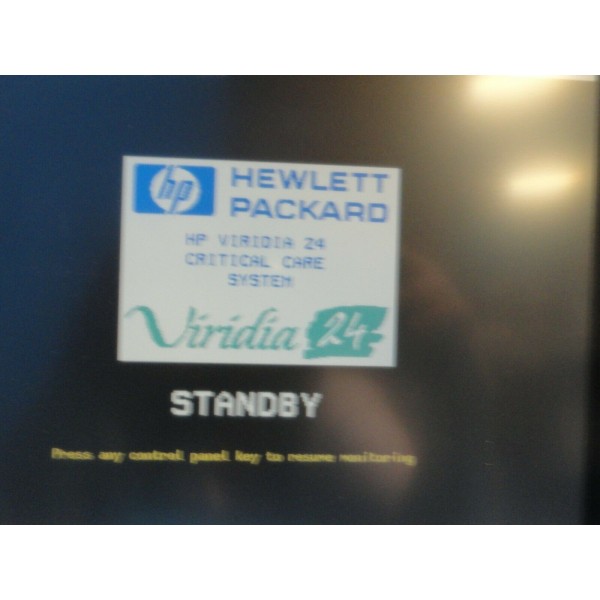 hp HEWLETT
PACKARD
HP VIRIDIA 24
CRITICAL CARE
SYSTEM
Viridia 24
STANDBY
Press any control panel key to resume monitoring